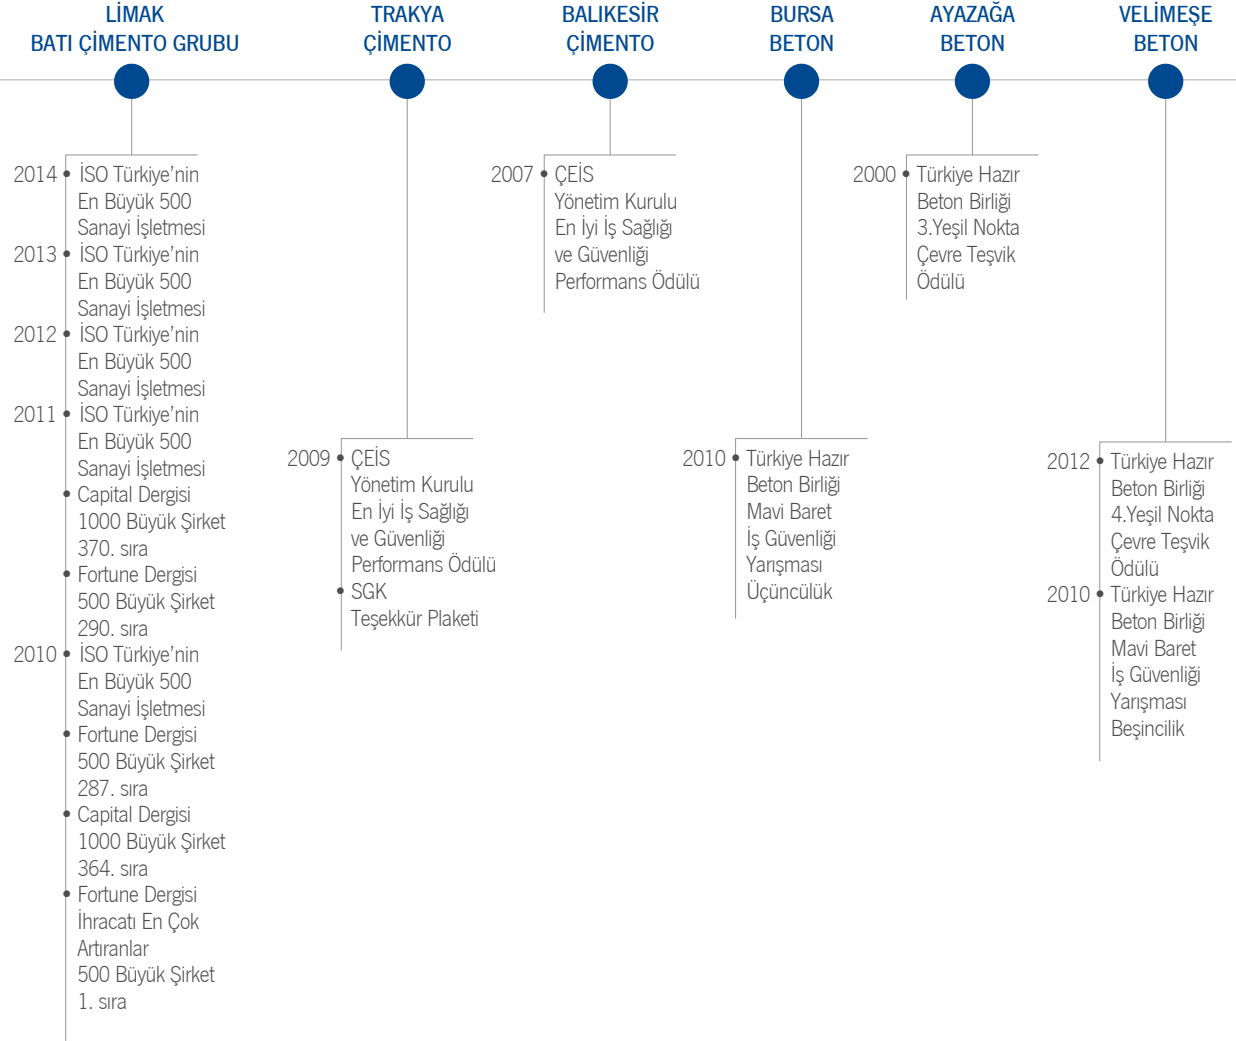 LİMAK
BATI ÇİMENTO GRUBU
2014 • İSO Türkiye'nin
En Büyük 500
Sanayi İşletmesi
2013 • İSO Türkiye'nin
En Büyük 500
Sanayi İşletmesi
2012 • İSO Türkiye'nin
En Büyük 500
Sanayi İşletmesi
2011 • İSO Türkiye'nin
En Büyük 500
Sanayi İşletmesi
• Capital Dergisi
1000 Büyük Şirket
370. sıra
• Fortune Dergisi
500 Büyük Şirket
290. sıra
2010 • İSO Türkiye'nin
En Büyük 500
Sanayi İşletmesi
• Fortune Dergisi
500 Büyük Şirket
287. sıra
• Capital Dergisi
1000 Büyük Şirket
364. sıra
• Fortune Dergisi
İhracatı En Çok
Artıranlar
500 Büyük Şirket
1. sıra
TRAKYA
ÇİMENTO
2009 • ÇEİS
Yönetim Kurulu
En İyi İş Sağlığı
ve Güvenliği
Performans Ödülü
• SGK
Teşekkür Plaketi
BALIKESİR
ÇİMENTO
2007 • ÇEİS
Yönetim Kurulu
En İyi İş Sağlığı
ve Güvenliği
Performans Ödülü
BURSA
BETON
2010 • Türkiye Hazır
Beton Birliği
Mavi Baret
İş Güvenliği
Yarışması
Üçüncülük
AYAZAĞA
BETON
2000 • Türkiye Hazır
Beton Birliği
3.Yeşil Nokta
Çevre Teşvik
Ödülü
VELİMEŞE
BETON
2012 • Türkiye Hazır
Beton Birliği
4.Yeşil Nokta
Çevre Teşvik
Ödülü
2010 • Türkiye Hazır
Beton Birliği
Mavi Baret
İş Güvenliği
Yarışması
Beşincilik